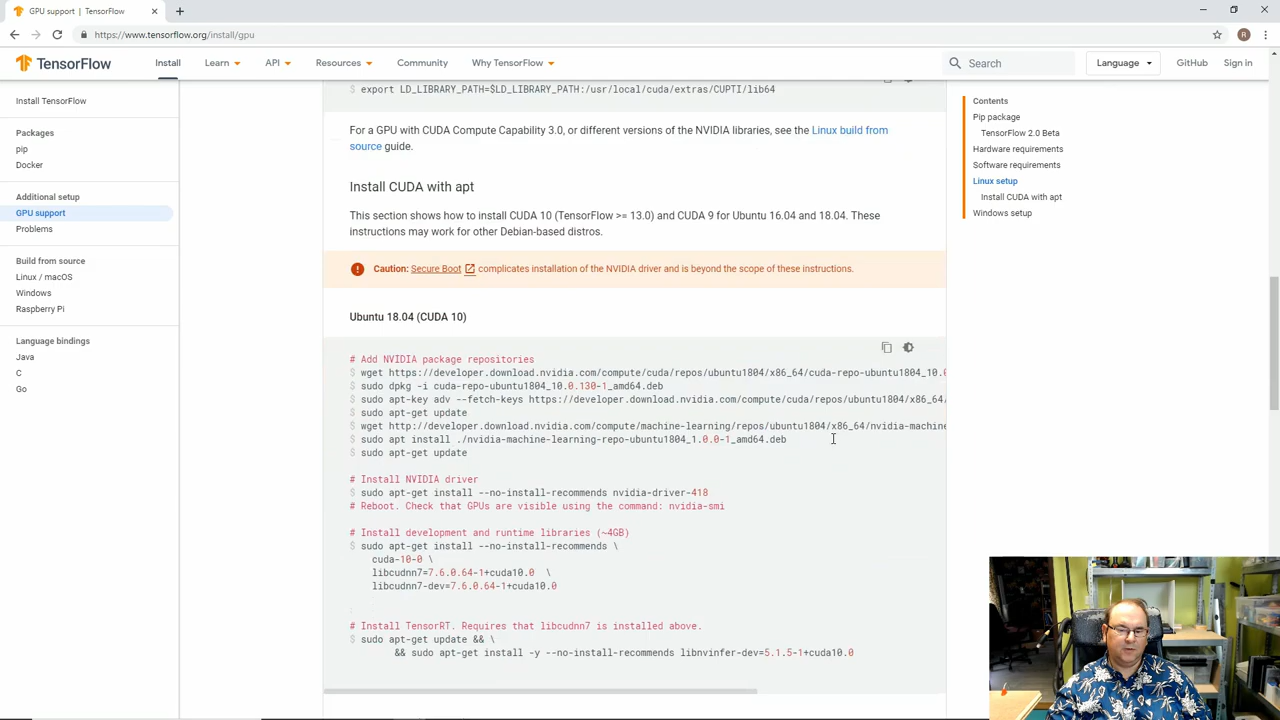 GPU support | TensorFlow
https://www.tensorflow.org/install/gpu
R
TensorFlow
Install
Learn
API
Resources
Community
Why TensorFlow
Search
Language
GitHub
Sign in
Install TensorFlow
Packages
pip
Docker
Additional setup
GPU support
Problems
Build from source
Linux / macOS
Windows
Raspberry Pi
Language bindings
Java
C
Go
$ export LD_LIBRARY_PATH=$LD_LIBRARY_PATH:/usr/local/cuda/extras/CUPTI/lib64
For a GPU with CUDA Compute Capability 3.0, or different versions of the NVIDIA libraries, see the Linux build from
source guide.
Install CUDA with apt
This section shows how to install CUDA 10 (TensorFlow >= 13.0) and CUDA 9 for Ubuntu 16.04 and 18.04. These
instructions may work for other Debian-based distros.
Caution: Secure Boot complicates installation of the NVIDIA driver and is beyond the scope of these instructions.
Ubuntu 18.04 (CUDA 10)
# Add NVIDIA package repositories
$ wget https://developer.download.nvidia.com/compute/cuda/repos/ubuntu1804/x86_64/cuda-repo-ubuntu1804_10.0
$ sudo dpkg -i cuda-repo-ubuntu1804_10.0.130-1_amd64.deb
$ sudo apt-key adv --fetch-keys https://developer.download.nvidia.com/compute/cuda/repos/ubuntu1804/x86_64/
$ sudo apt-get update
$ wget http://developer.download.nvidia.com/compute/machine-learning/repos/ubuntu1804/x86_64/nvidia-machine
$ sudo apt install ./nvidia-machine-learning-repo-ubuntu1804_1.0.0-1_amd64.deb
$ sudo apt-get update
# Install NVIDIA driver
$ sudo apt-get install --no-install-recommends nvidia-driver-418
# Reboot. Check that GPUs are visible using the command: nvidia-smi
# Install development and runtime libraries (~4GB)
$ sudo apt-get install --no-install-recommends \
cuda-10-0 \
libcudnn7=7.6.0.64-1+cuda10.0 \
libcudnn7-dev=7.6.0.64-1+cuda10.0
# Install TensorRT. Requires that libcudnn7 is installed above.
$ sudo apt-get update && \
&& sudo apt-get install -y --no-install-recommends libnvinfer-dev=5.1.5-1+cuda10.0
Contents
Pip package
TensorFlow 2.0 Beta
Hardware requirements
Software requirements
Linux setup
Install CUDA with apt
Windows setup